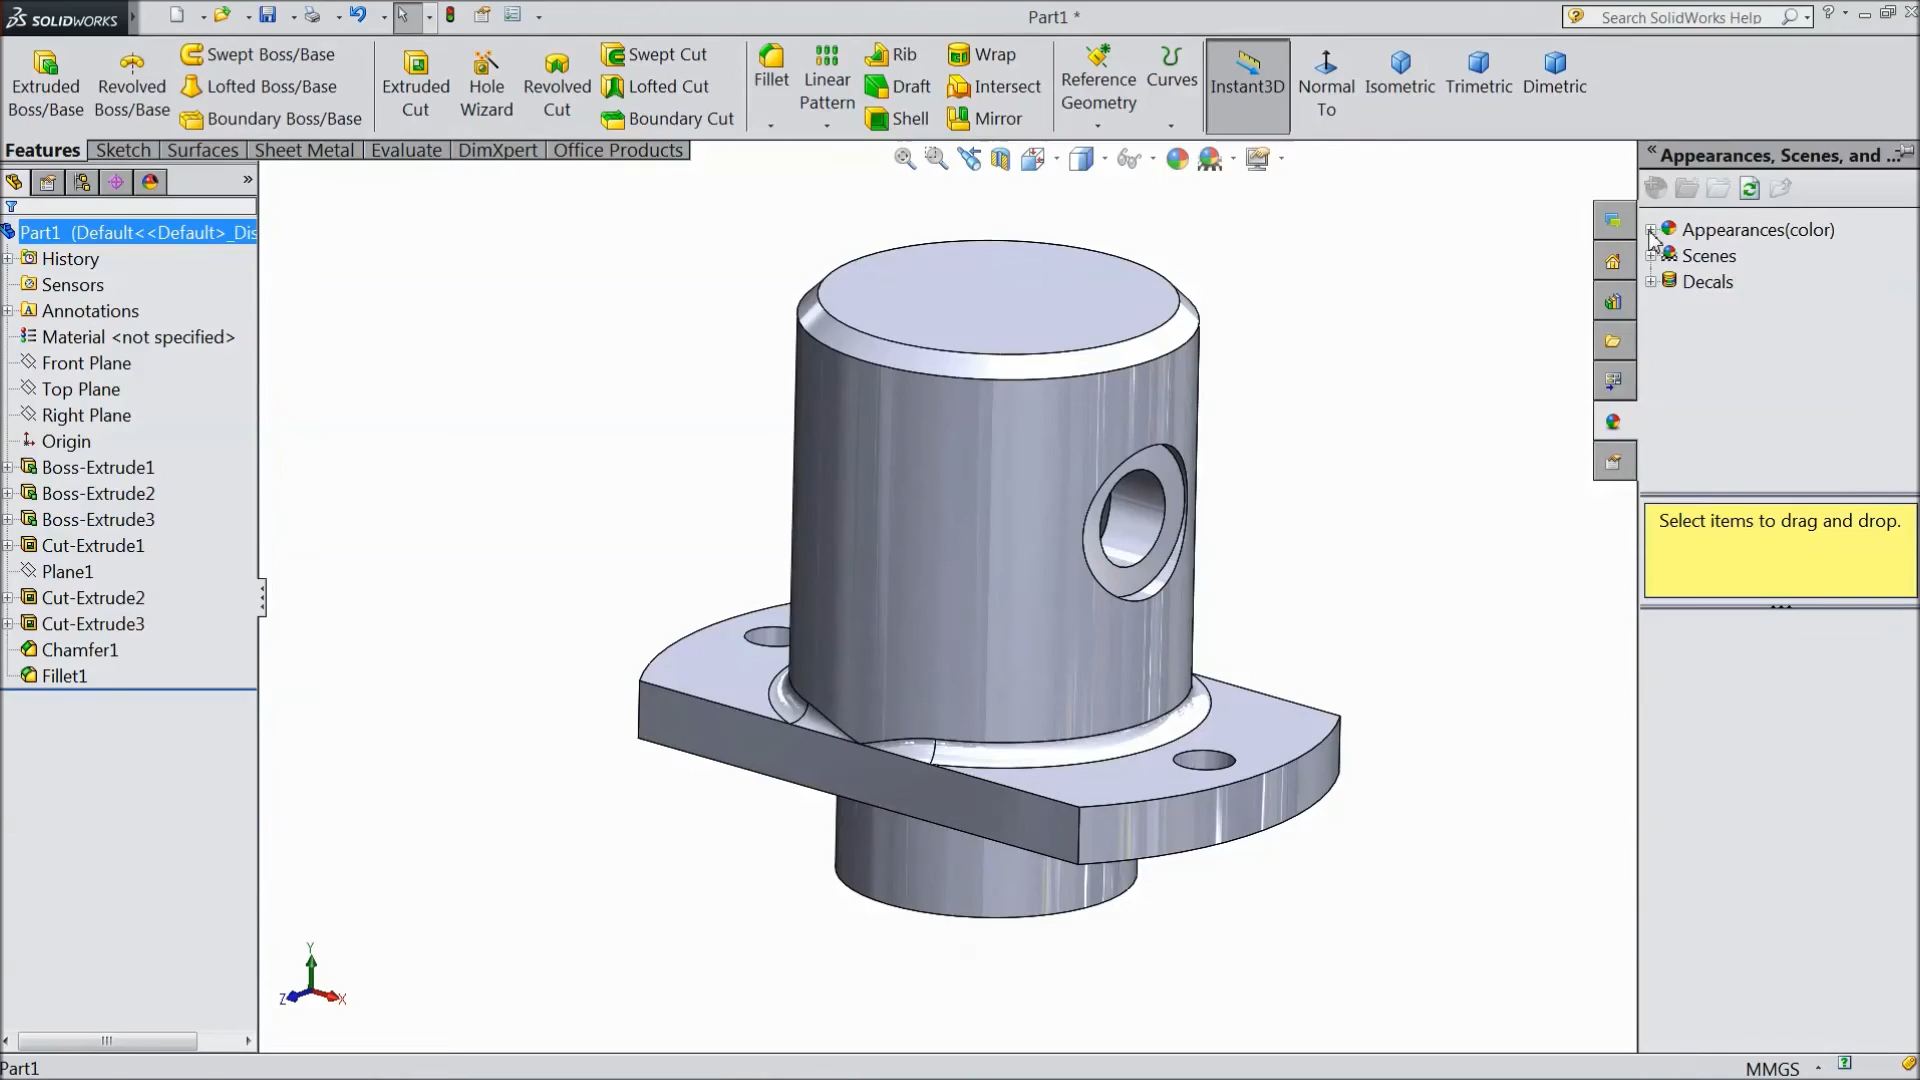 SOLIDWORKS
Part1 *
Search SolidWorks Help
Extruded Boss/Base
Revolved Boss/Base
Swept Boss/Base
Lofted Boss/Base
Boundary Boss/Base
Extruded Cut
Hole Wizard
Revolved Cut
Swept Cut
Lofted Cut
Boundary Cut
Fillet
Linear Pattern
Rib
Draft
Shell
Wrap
Intersect
Mirror
Reference Geometry
Curves
Instant3D
Normal To
Isometric
Trimetric
Dimetric
Features
Sketch
Surfaces
Sheet Metal
Evaluate
DimXpert
Office Products
Part1 (Default<<Default>_Dis
History
Sensors
Annotations
Material <not specified>
Front Plane
Top Plane
Right Plane
Origin
Boss-Extrude1
Boss-Extrude2
Boss-Extrude3
Cut-Extrude1
Plane1
Cut-Extrude2
Cut-Extrude3
Chamfer1
Fillet1
Y
Z
X
Appearances, Scenes, and ...
Appearances(color)
Scenes
Decals
Select items to drag and drop.
Part1
MMGS